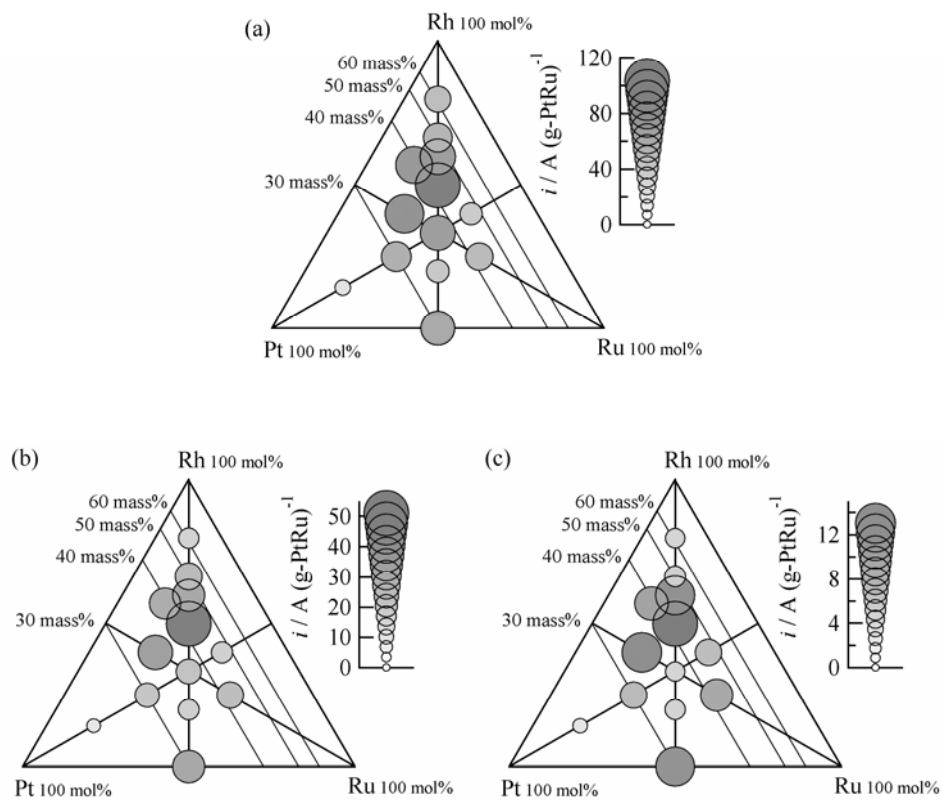 (a)
Rh 100 mol%
60 mass%
50 mass%
40 mass%
30 mass%
Pt 100 mol%
Ru 100 mol%
i / A (g-PtRu)-1
120
80
40
0
(b)
Rh 100 mol%
60 mass%
50 mass%
40 mass%
30 mass%
Pt 100 mol%
Ru 100 mol%
i / A (g-PtRu)-1
50
40
30
20
10
0
(c)
Rh 100 mol%
60 mass%
50 mass%
40 mass%
30 mass%
Pt 100 mol%
Ru 100 mol%
i / A (g-PtRu)-1
12
8
4
0